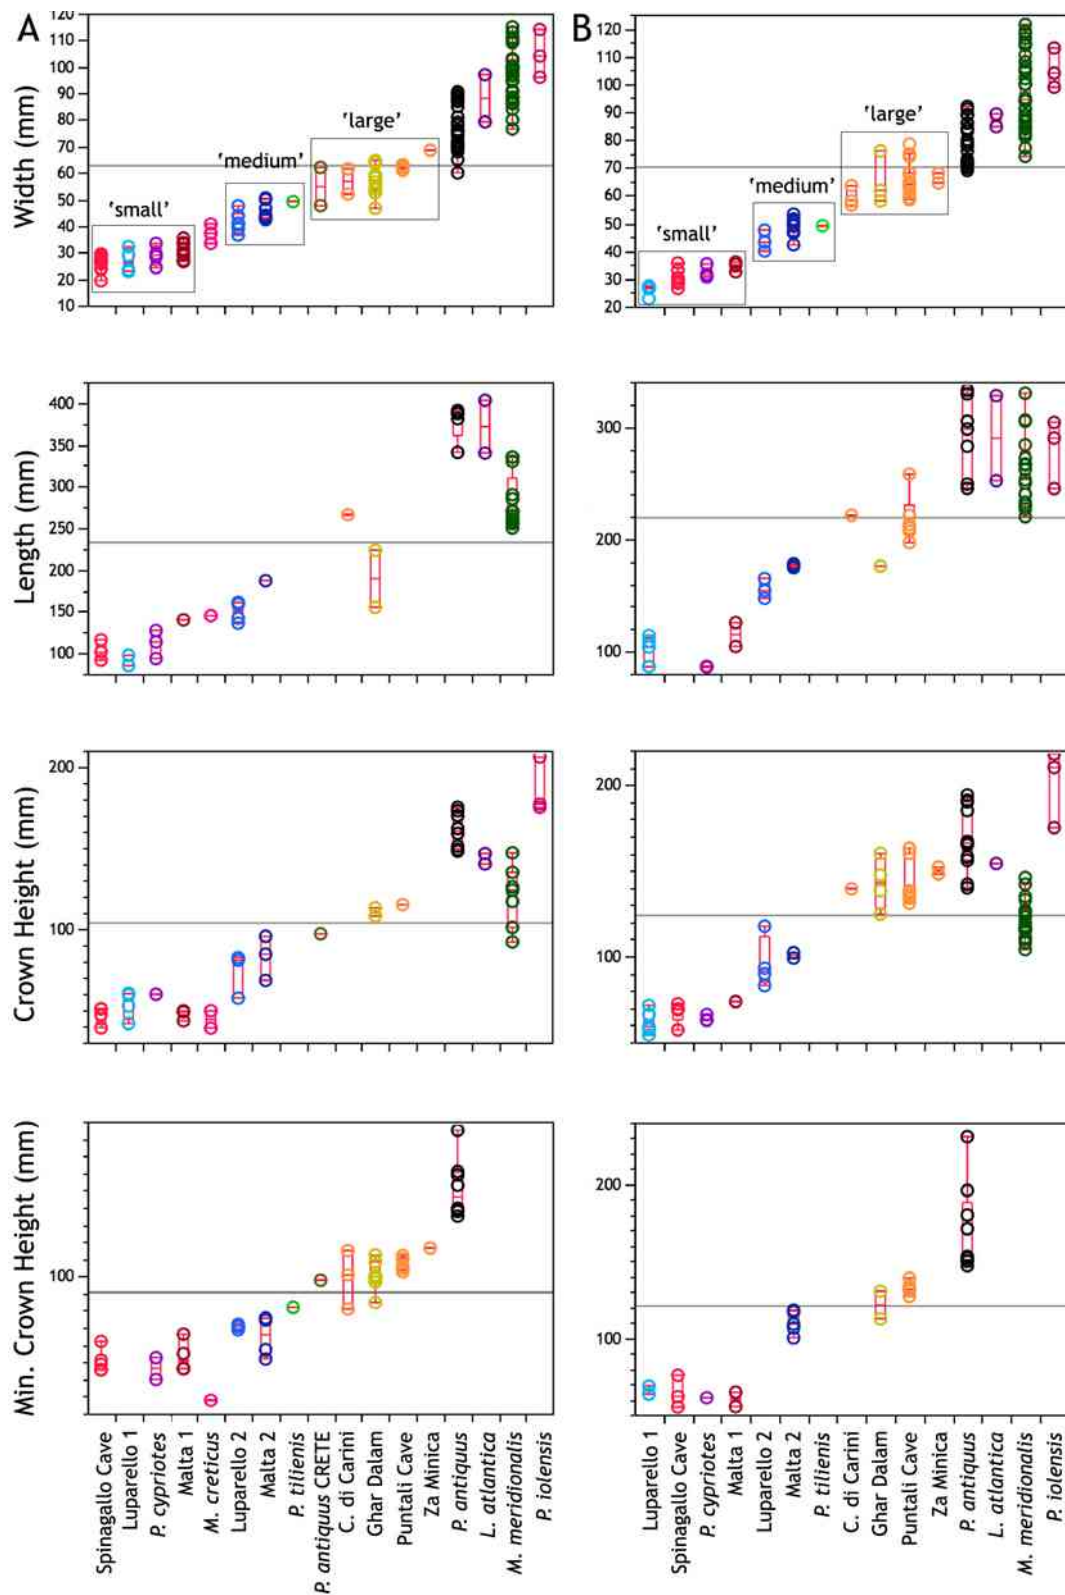 A
B
Width (mm)
120
110
100
90
80
70
60
50
40
30
20
10
'small'
'medium'
'large'
120
110
100
90
80
70
60
50
40
30
20
'small'
'medium'
'large'
Length (mm)
400
350
300
250
200
150
100
300
200
100
Crown Height (mm)
200
100
200
100
Min. Crown Height (mm)
100
200
100
Spinagallo Cave
Luparello 1
P. cypriotes
Malta 1
M. creticus
Luparello 2
Malta 2
P. tilienis
P. antiquus CRETE
C. di Carini
Ghar Dalam
Puntali Cave
Za Minica
P. antiquus
L. atlantica
M. meridionalis
P. iolensis
Luparello 1
Spinagallo Cave
P. cypriotes
Malta 1
Luparello 2
Malta 2
P. tilienis
C. di Carini
Ghar Dalam
Puntali Cave
Za Minica
P. antiquus
L. atlantica
M. meridionalis
P. iolensis